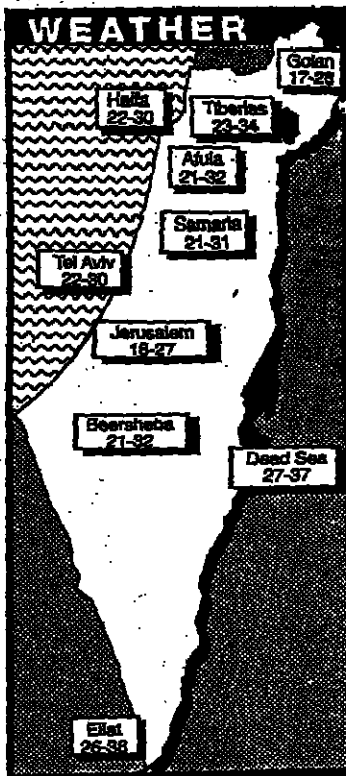 WEATHER
Golan
17-28
Haifa
22-30
Tiberias
23-34
Afula
21-32
Samaria
21-31
Tel Aviv
22-30
Jerusalem
18-27
Beersheba
21-32
Dead Sea
27-37
Eilat
26-38